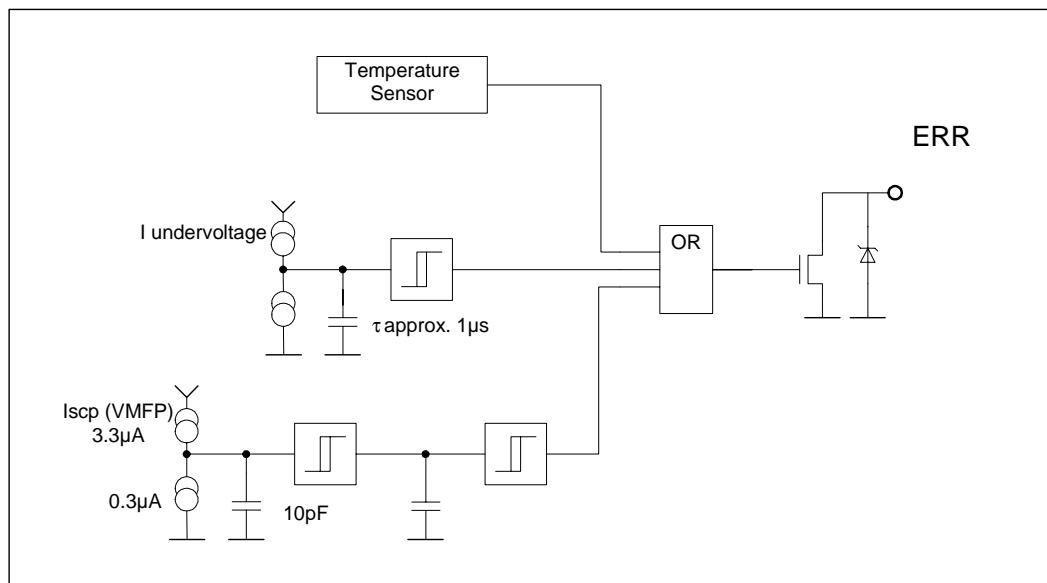 Temperature
Sensor
ERR
I undervoltage
OR
τ approx. 1µs
Iscp (VMFP)
3.3µA
0.3µA
10pF